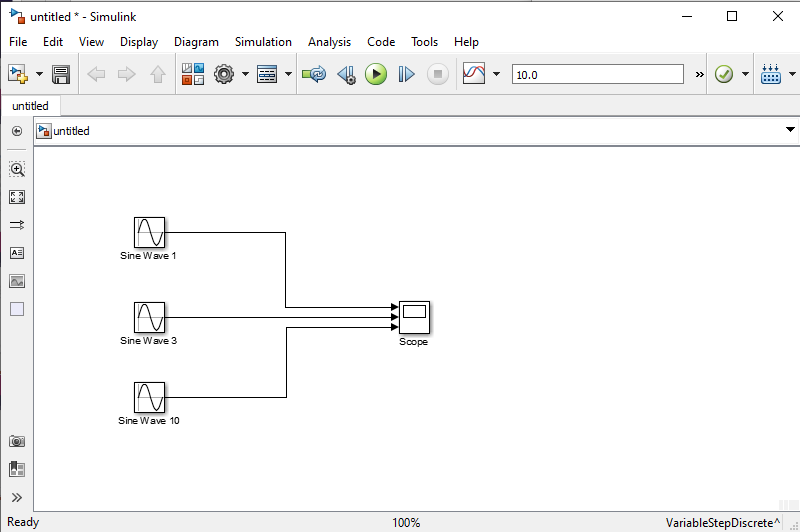 untitled * - Simulink
File Edit View Display Diagram Simulation Analysis Code Tools Help
10.0 »
untitled
untitled
A≡
Sine Wave 1
Sine Wave 3
Scope
Sine Wave 10
»
Ready 100% VariableStepDiscrete^